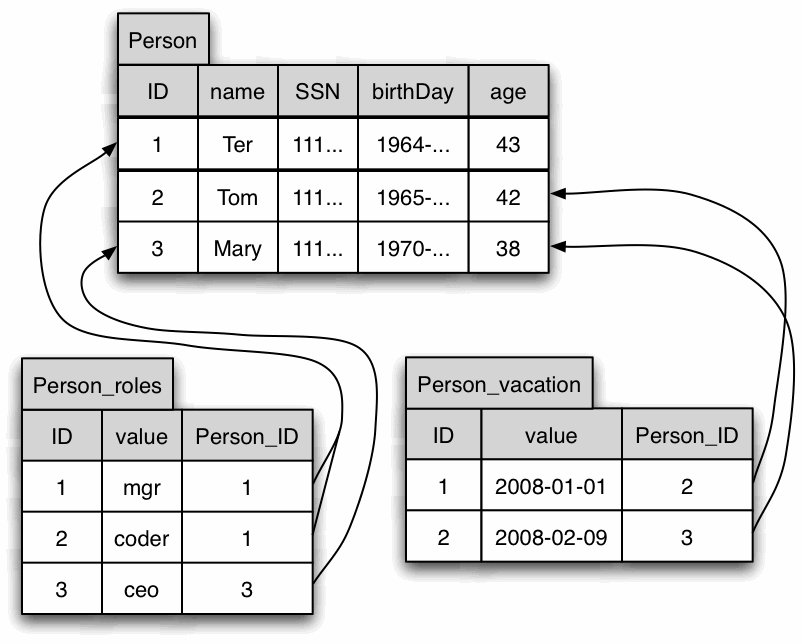 Person
ID name SSN birthDay age
1 Ter 111... 1964-... 43
2 Tom 111... 1965-... 42
3 Mary 111... 1970-... 38
Person_roles
ID value Person_ID
1 mgr 1
2 coder 1
3 ceo 3
Person_vacation
ID value Person_ID
1 2008-01-01 2
2 2008-02-09 3